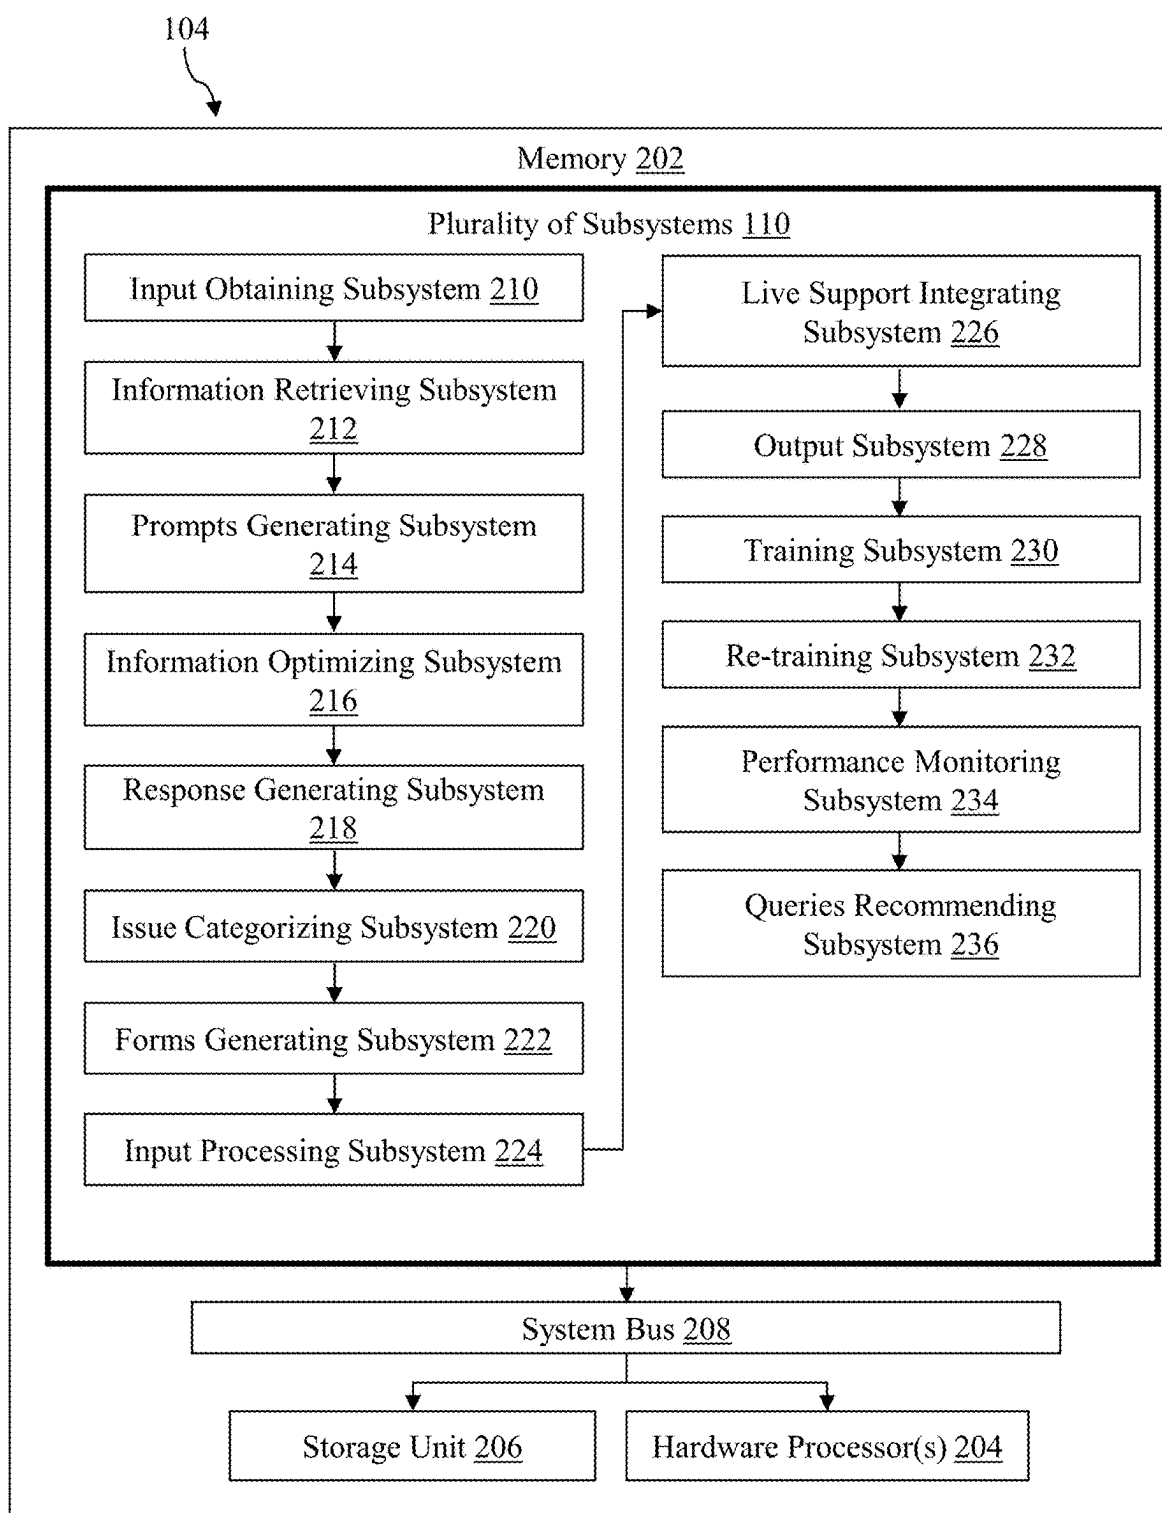 104
Memory 202
Plurality of Subsystems 110
Input Obtaining Subsystem 210
Information Retrieving Subsystem
212
Prompts Generating Subsystem
214
Information Optimizing Subsystem
216
Response Generating Subsystem
218
Issue Categorizing Subsystem 220
Forms Generating Subsystem 222
Input Processing Subsystem 224
Live Support Integrating
Subsystem 226
Output Subsystem 228
Training Subsystem 230
Re-training Subsystem 232
Performance Monitoring
Subsystem 234
Queries Recommending
Subsystem 236
System Bus 208
Storage Unit 206
Hardware Processor(s) 204